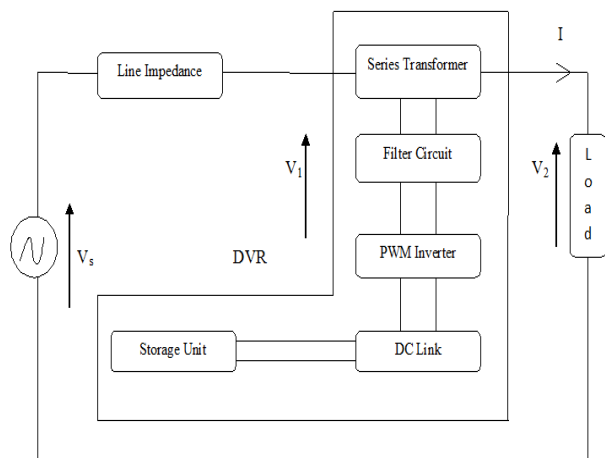 I
Line Impedance
Series Transformer
V1
Filter Circuit
V2
L
o
a
d
Vs
DVR
PWM Inverter
Storage Unit
DC Link